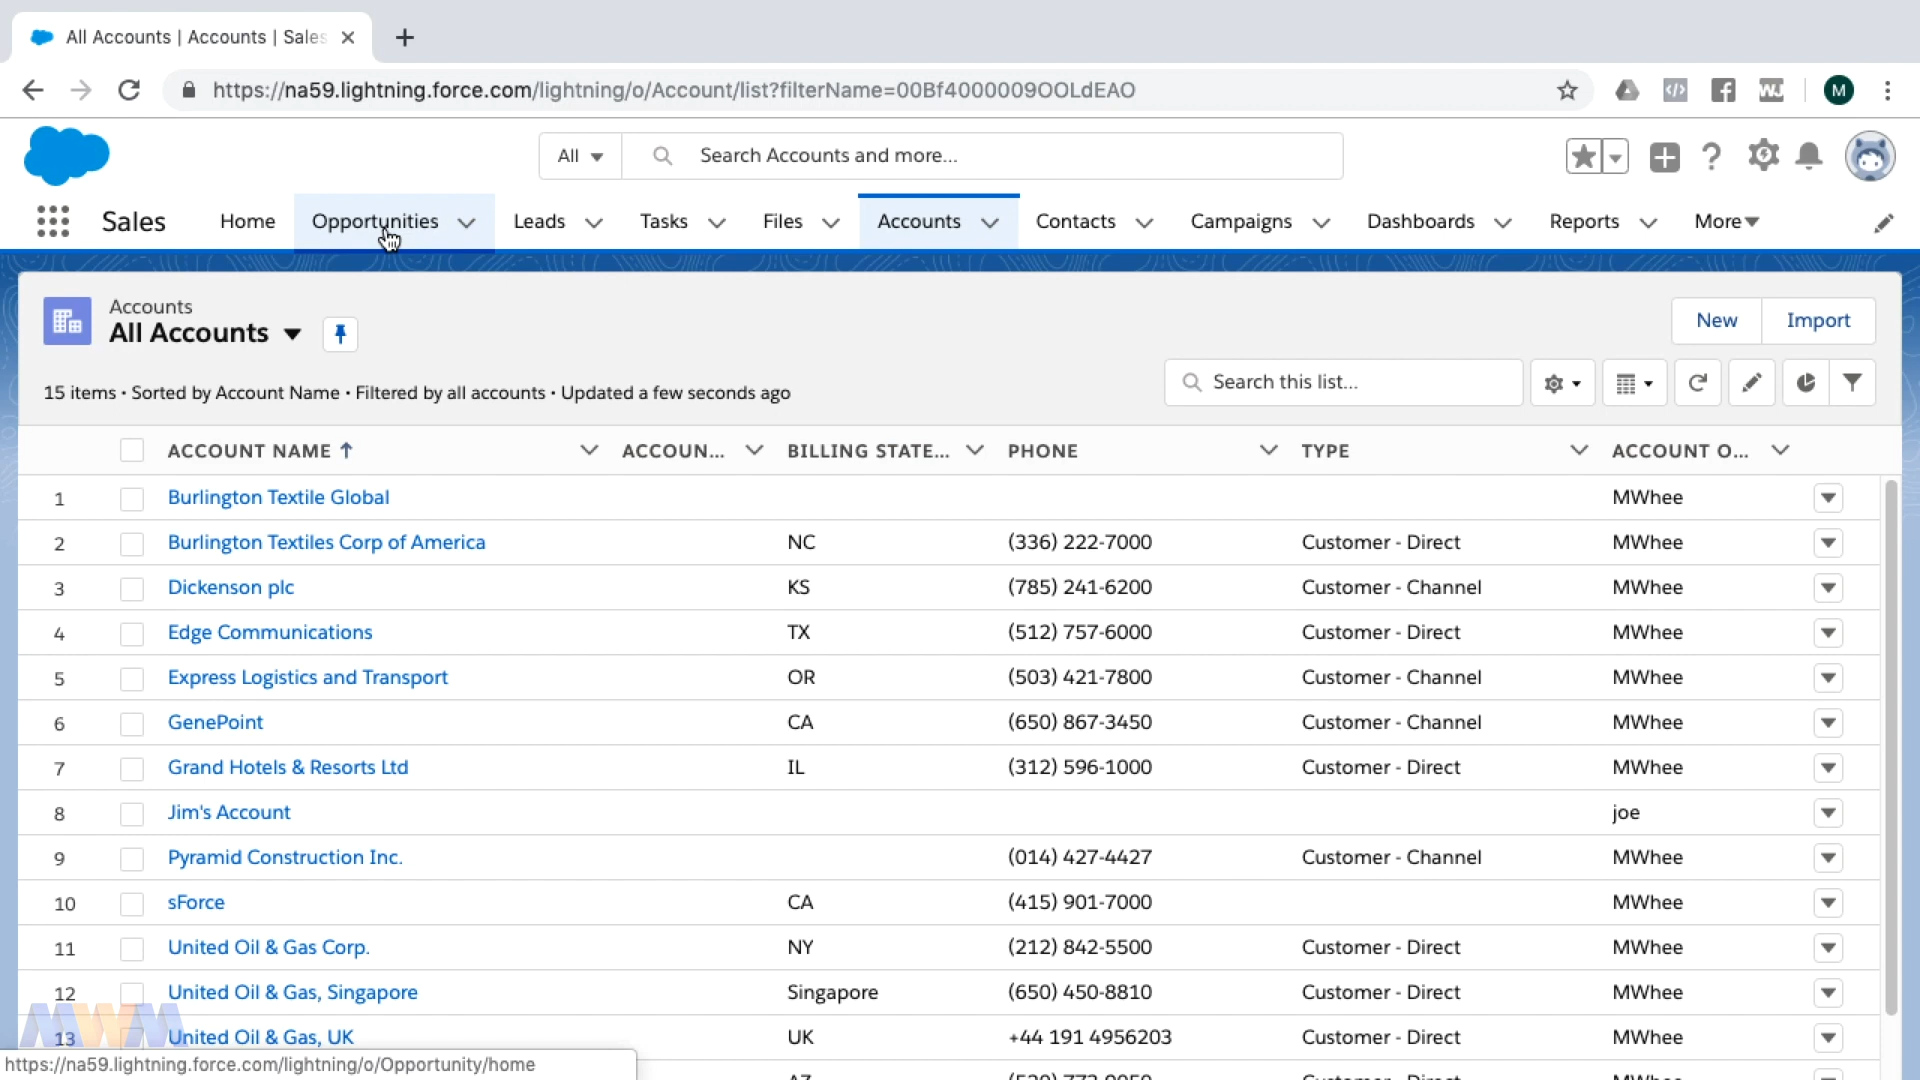 All Accounts | Accounts | Sales
https://na59.lightning.force.com/lightning/o/Account/list?filterName=00Bf4000009OOLdEAO
M
All
Search Accounts and more...
Sales Home Opportunities Leads Tasks Files Accounts Contacts Campaigns Dashboards Reports More
Accounts
All Accounts
New Import
15 items • Sorted by Account Name • Filtered by all accounts • Updated a few seconds ago
Search this list...
ACCOUNT NAME ACCOUN... BILLING STATE... PHONE TYPE ACCOUNT O...
1 Burlington Textile Global MWhee
2 Burlington Textiles Corp of America NC (336) 222-7000 Customer - Direct MWhee
3 Dickenson plc KS (785) 241-6200 Customer - Channel MWhee
4 Edge Communications TX (512) 757-6000 Customer - Direct MWhee
5 Express Logistics and Transport OR (503) 421-7800 Customer - Channel MWhee
6 GenePoint CA (650) 867-3450 Customer - Channel MWhee
7 Grand Hotels & Resorts Ltd IL (312) 596-1000 Customer - Direct MWhee
8 Jim's Account joe
9 Pyramid Construction Inc. (014) 427-4427 Customer - Channel MWhee
10 sForce CA (415) 901-7000 MWhee
11 United Oil & Gas Corp. NY (212) 842-5500 Customer - Direct MWhee
12 United Oil & Gas, Singapore Singapore (650) 450-8810 Customer - Direct MWhee
13 United Oil & Gas, UK UK +44 191 4956203 Customer - Direct MWhee
MWM
https://na59.lightning.force.com/lightning/o/Opportunity/home